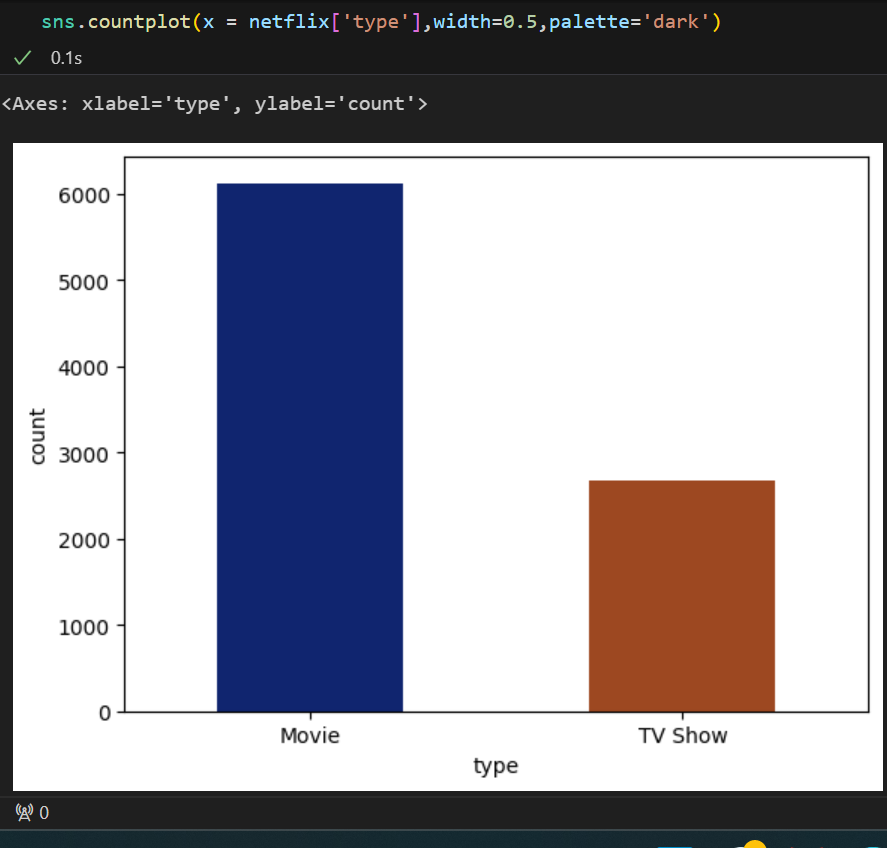 sns.countplot(x = netflix['type'],width=0.5,palette='dark')
0.1s
<Axes: xlabel='type', ylabel='count'>
6000
5000
4000
3000
2000
1000
0
count
Movie TV Show
type
0